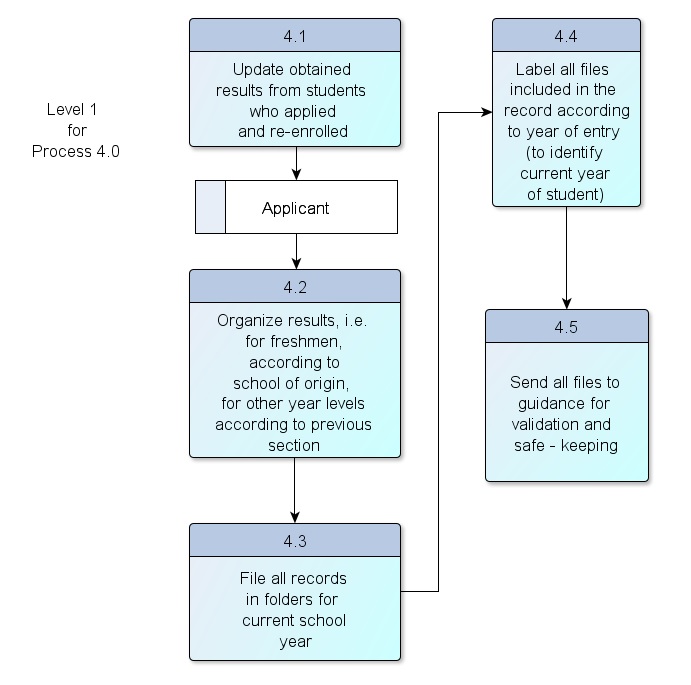 Level 1
for
Process 4.0
4.1
Update obtained
results from students
who applied
and re-enrolled
Applicant
4.2
Organize results, i.e.
for freshmen,
according to
school of origin,
for other year levels
according to previous
section
4.3
File all records
in folders for
current school
year
4.4
Label all files
included in the
record according
to year of entry
(to identify
current year
of student)
4.5
Send all files to
guidance for
validation and
safe - keeping